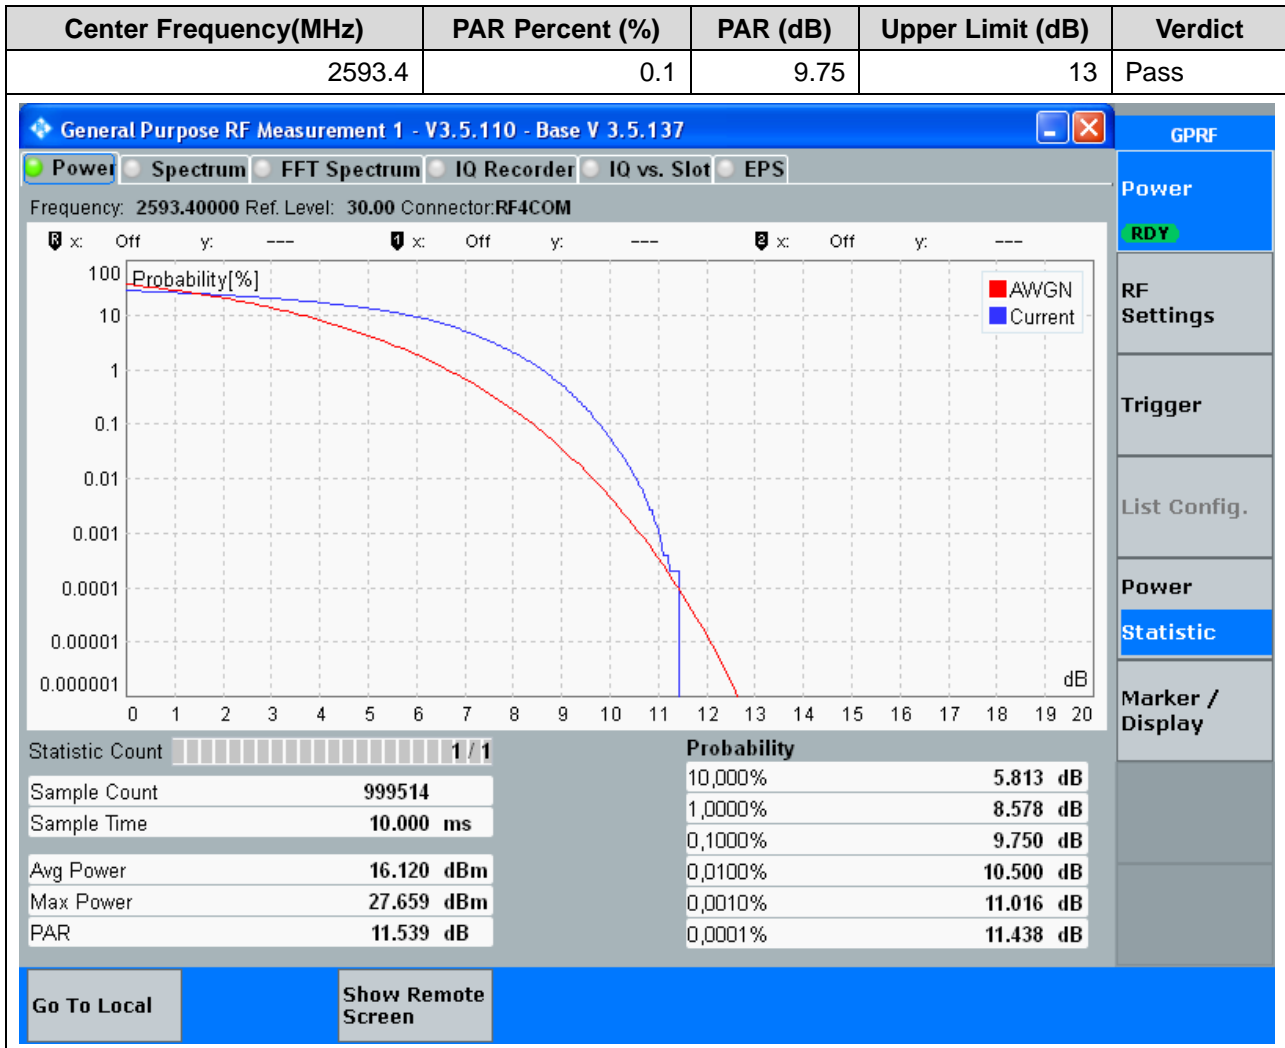 Center Frequency(MHz) PAR Percent (%) PAR (dB) Upper Limit (dB) Verdict
2593.4 0.1 9.75 13 Pass
General Purpose RF Measurement 1 - V3.5.110 - Base V 3.5.137
GPRF
Power Spectrum FFT Spectrum IQ Recorder IQ vs. Slot EPS
Power
RDY
Frequency: 2593.40000 Ref. Level: 30.00 Connector:RF4COM
R x: Off y: --- 1 x: Off y: --- 2 x: Off y: ---
Probability[%]
100
10
1
0.1
0.01
0.001
0.0001
0.00001
0.000001
AWGN
Current
dB
0 1 2 3 4 5 6 7 8 9 10 11 12 13 14 15 16 17 18 19 20
RF
Settings
Trigger
List Config.
Power
Statistic
Marker /
Display
Statistic Count 1 / 1
Sample Count 999514
Sample Time 10.000 ms
Avg Power 16.120 dBm
Max Power 27.659 dBm
PAR 11.539 dB
Probability
10,000% 5.813 dB
1,0000% 8.578 dB
0,1000% 9.750 dB
0,0100% 10.500 dB
0,0010% 11.016 dB
0,0001% 11.438 dB
Go To Local
Show Remote
Screen